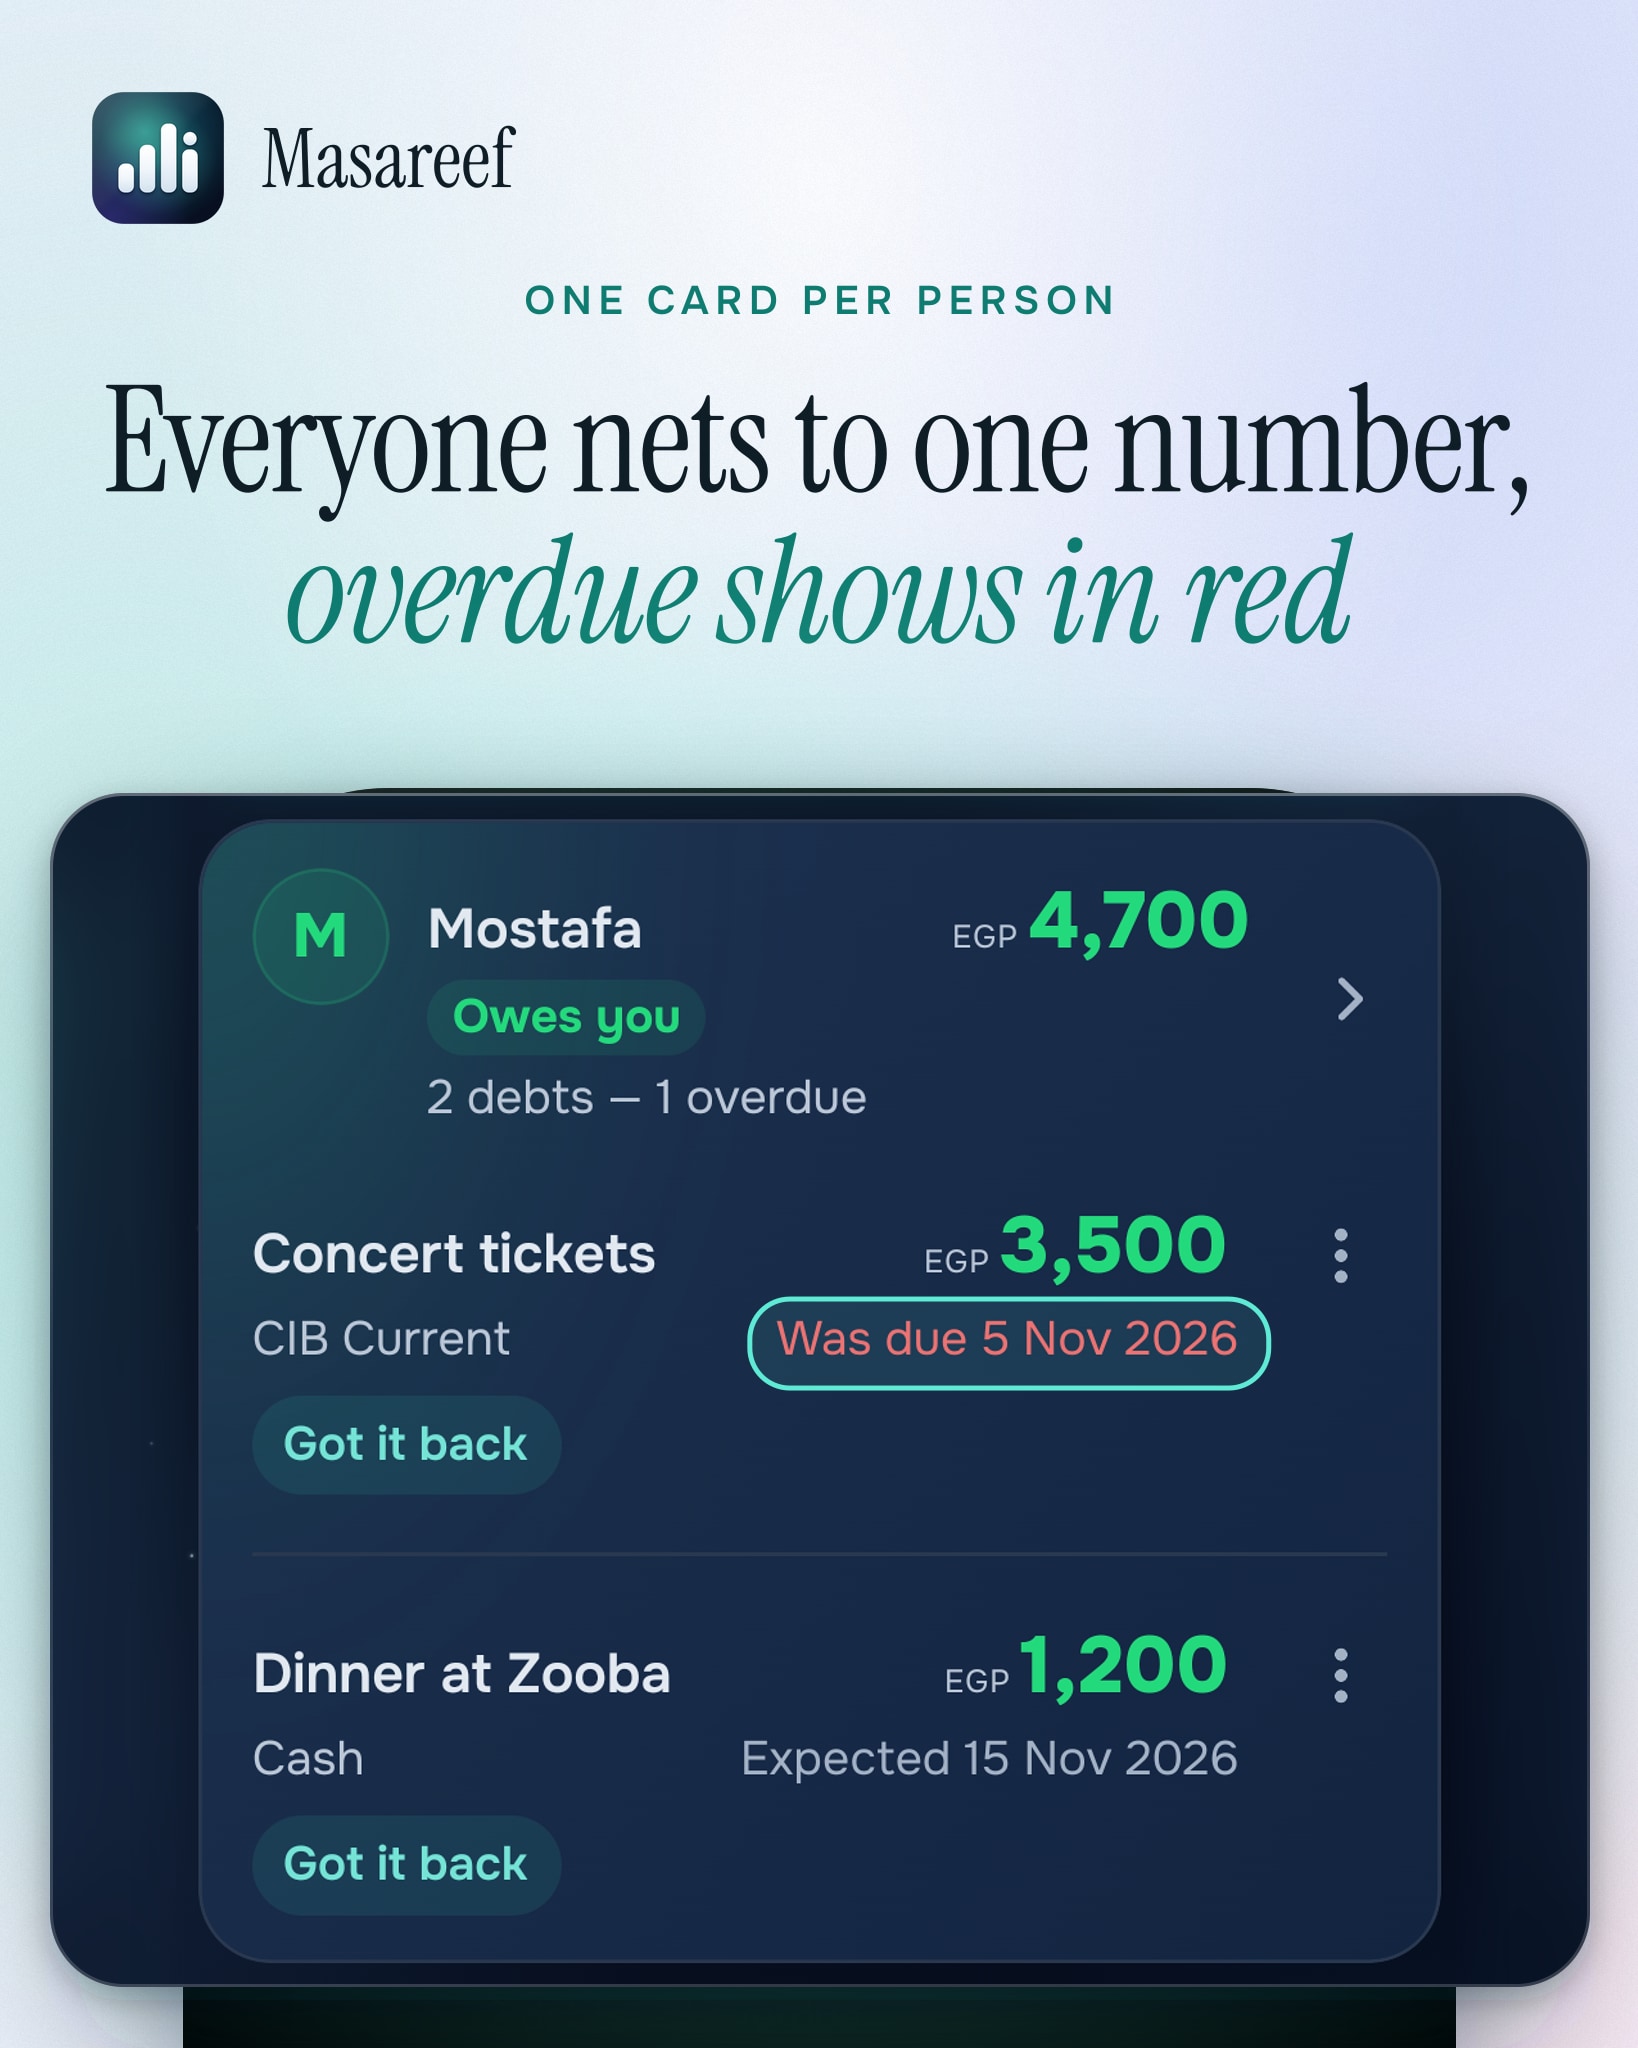 Masareef
ONE CARD PER PERSON
Everyone nets to one number,
overdue shows in red
M
Mostafa
EGP 4,700
Owes you
2 debts — 1 overdue
Concert tickets
EGP 3,500
CIB Current
Was due 5 Nov 2026
Got it back
Dinner at Zooba
EGP 1,200
Cash
Expected 15 Nov 2026
Got it back